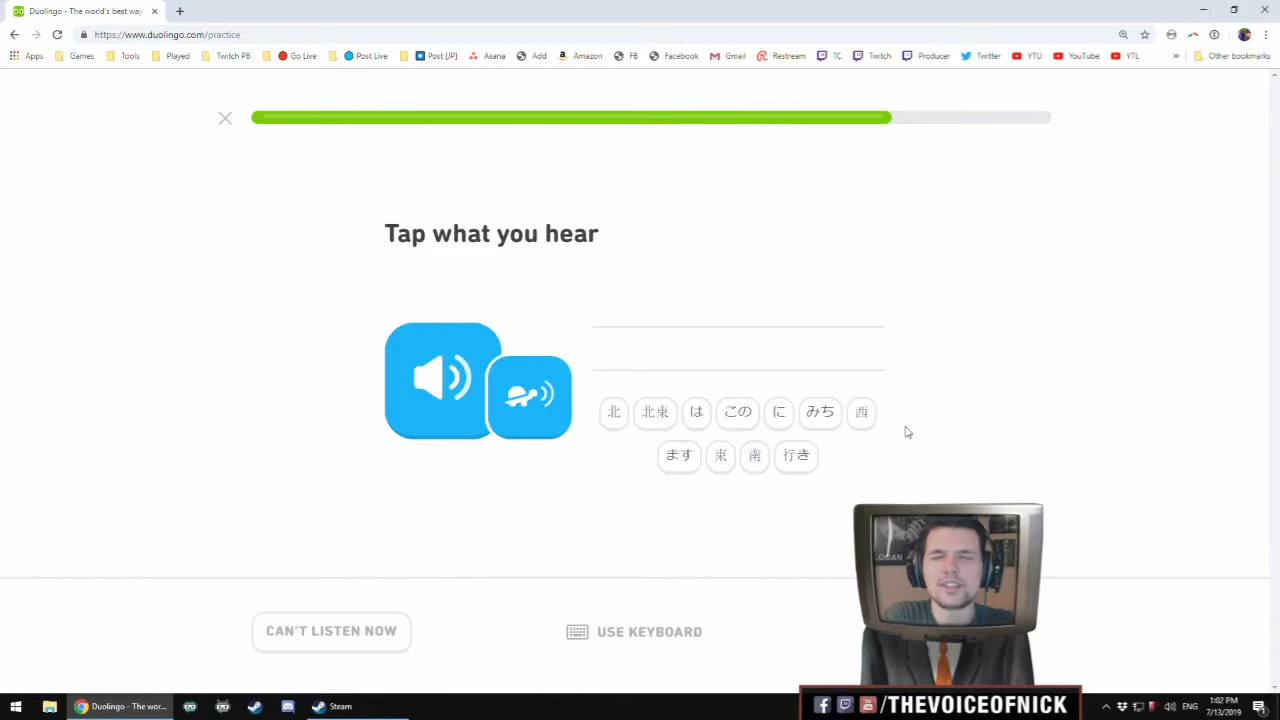 Duolingo - The world's best way
https://www.duolingo.com/practice
Apps Games Tools Played Twitch PB Go Live Post Live Post [JP] Asana Add Amazon FB Facebook Gmail Restream TC Twitch Producer Twitter YTU YouTube YTL » Other bookmarks
Tap what you hear
北 北東 は この に みち 西
ます 東 南 行き
CAN'T LISTEN NOW
USE KEYBOARD
OGAN
/THEVOICEOFNICK
Duolingo - The wor... Steam
ENG
1:02 PM
7/13/2019